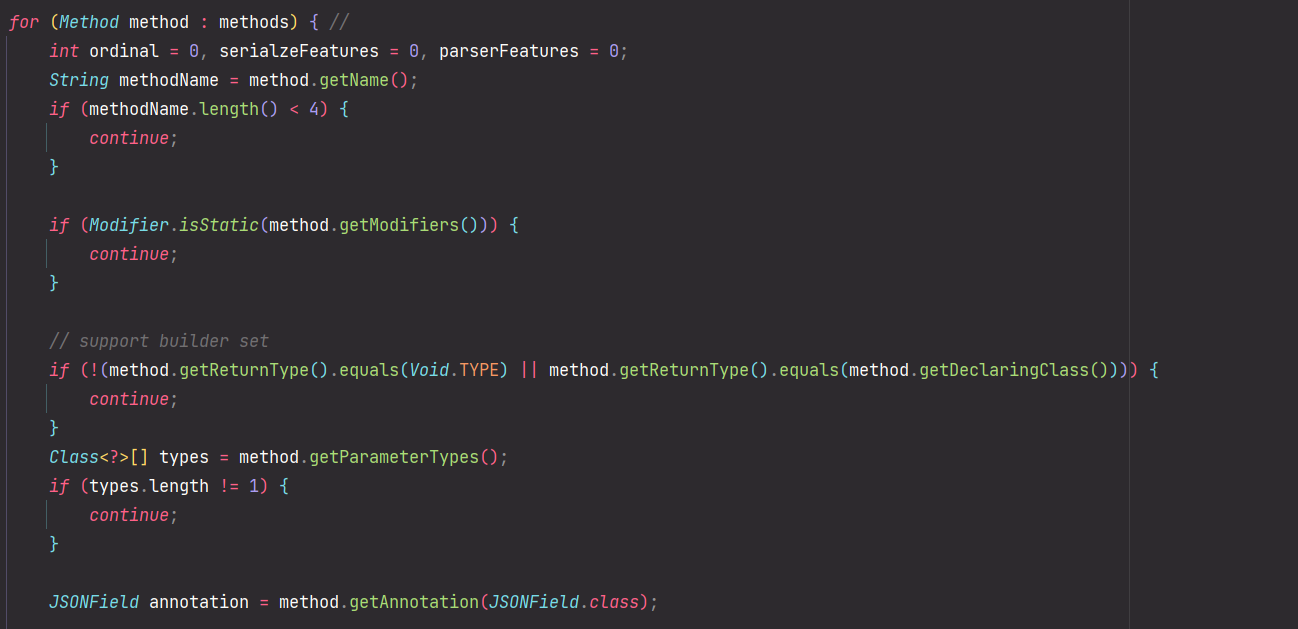 for (Method method : methods) { //
    int ordinal = 0, serialzeFeatures = 0, parserFeatures = 0;
    String methodName = method.getName();
    if (methodName.length() < 4) {
        continue;
    }

    if (Modifier.isStatic(method.getModifiers())) {
        continue;
    }

    // support builder set
    if (!(method.getReturnType().equals(Void.TYPE) || method.getReturnType().equals(method.getDeclaringClass()))) {
        continue;
    }
    Class<?>[] types = method.getParameterTypes();
    if (types.length != 1) {
        continue;
    }

    JSONField annotation = method.getAnnotation(JSONField.class);